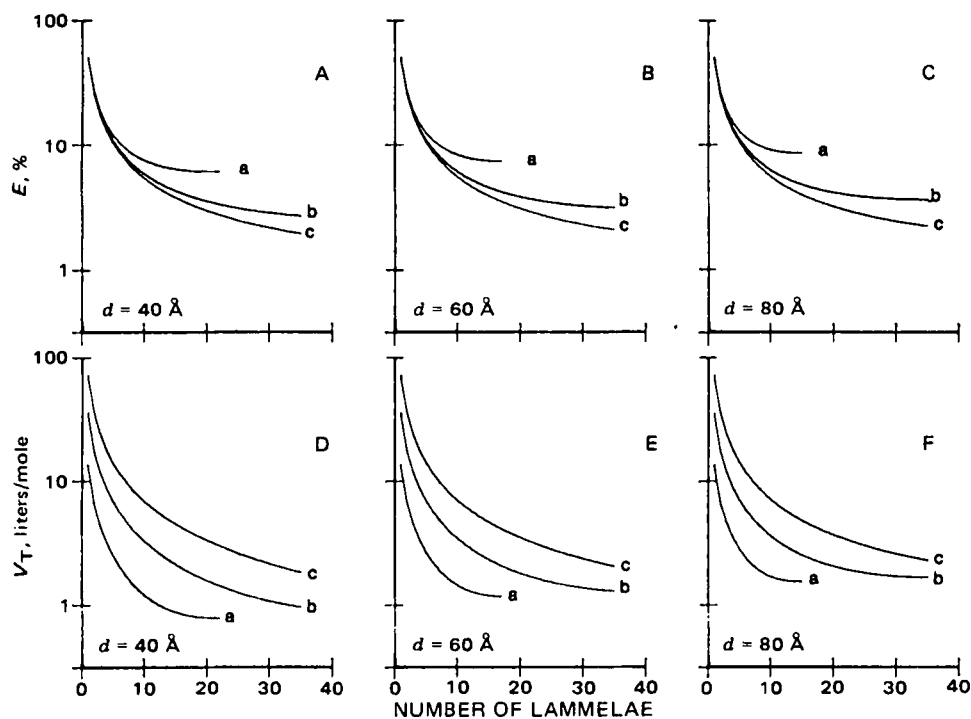 100
A
B
C
E, %
10
a
a
a
b
b
b
c
c
c
1
d = 40 Å
d = 60 Å
d = 80 Å
100
D
E
F
V_T, liters/mole
10
c
c
c
b
b
b
1
a
a
a
d = 40 Å
d = 60 Å
d = 80 Å
0 10 20 30 40 0 10 20 30 40 0 10 20 30 40
NUMBER OF LAMMELAE